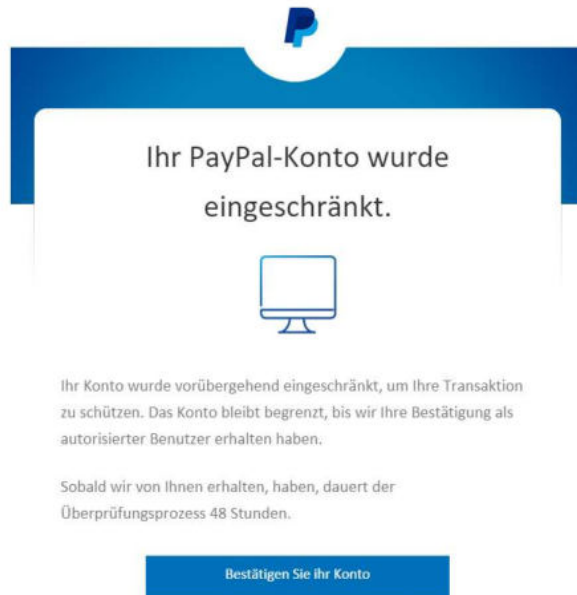 Ihr PayPal-Konto wurde
eingeschränkt.
Ihr Konto wurde vorübergehend eingeschränkt, um Ihre Transaktion
zu schützen. Das Konto bleibt begrenzt, bis wir Ihre Bestätigung als
autorisierter Benutzer erhalten haben.
Sobald wir von Ihnen erhalten, haben, dauert der
Überprüfungsprozess 48 Stunden.
Bestätigen Sie ihr Konto